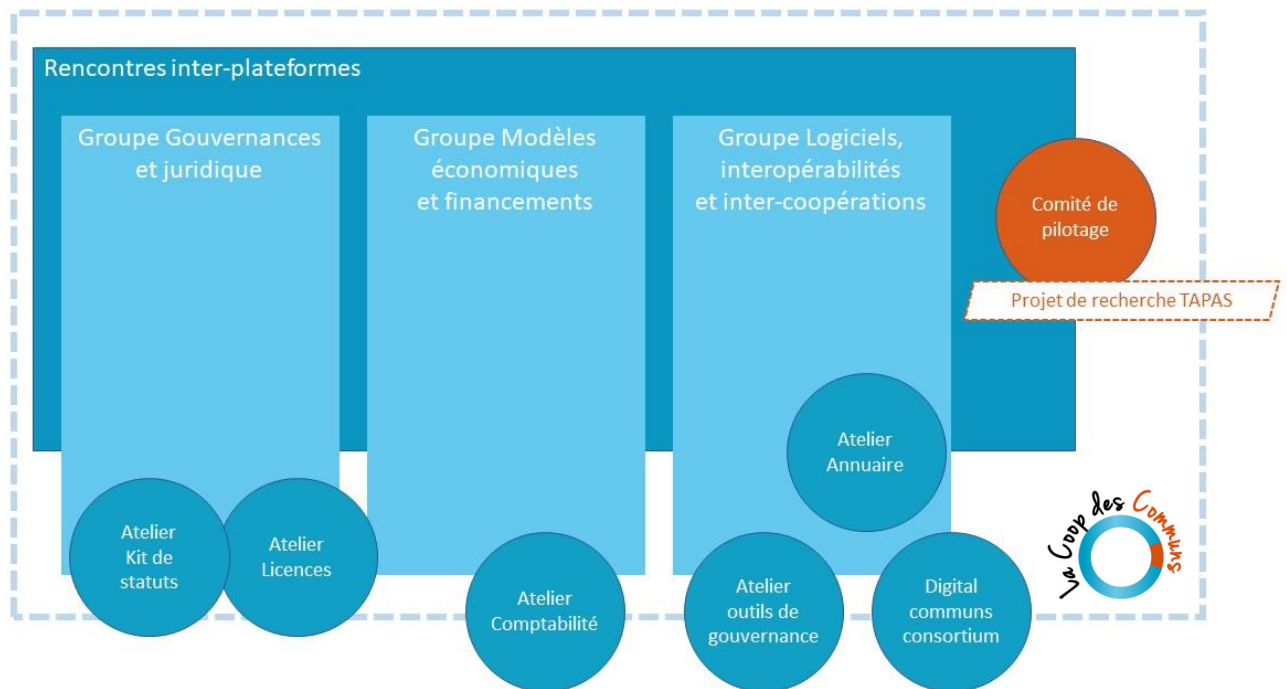 Rencontres inter-plateformes
Groupe Gouvernances
et juridique
Groupe Modèles
économiques
et financements
Groupe Logiciels,
interopérabilités
et inter-coopérations
Comité de
pilotage
Projet de recherche TAPAS
Atelier
Annuaire
Atelier
Kit de
statuts
Atelier
Licences
Atelier
Comptabilité
Atelier
outils de
gouvernance
Digital
communs
consortium
La Coop des Communs